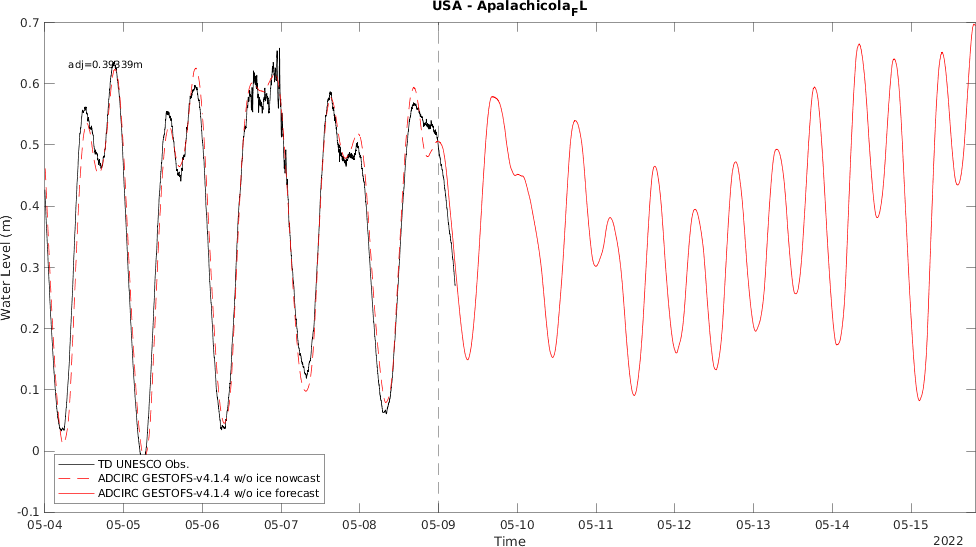 USA - ApalachicolaFL
0.7
adj=0.39339m
0.6
0.5
0.4
0.3
0.2
0.1
0
-0.1
Water Level (m)
TD UNESCO Obs.
ADCIRC GESTOFS-v4.1.4 w/o ice nowcast
ADCIRC GESTOFS-v4.1.4 w/o ice forecast
05-04 05-05 05-06 05-07 05-08 05-09 05-10 05-11 05-12 05-13 05-14 05-15
Time
2022